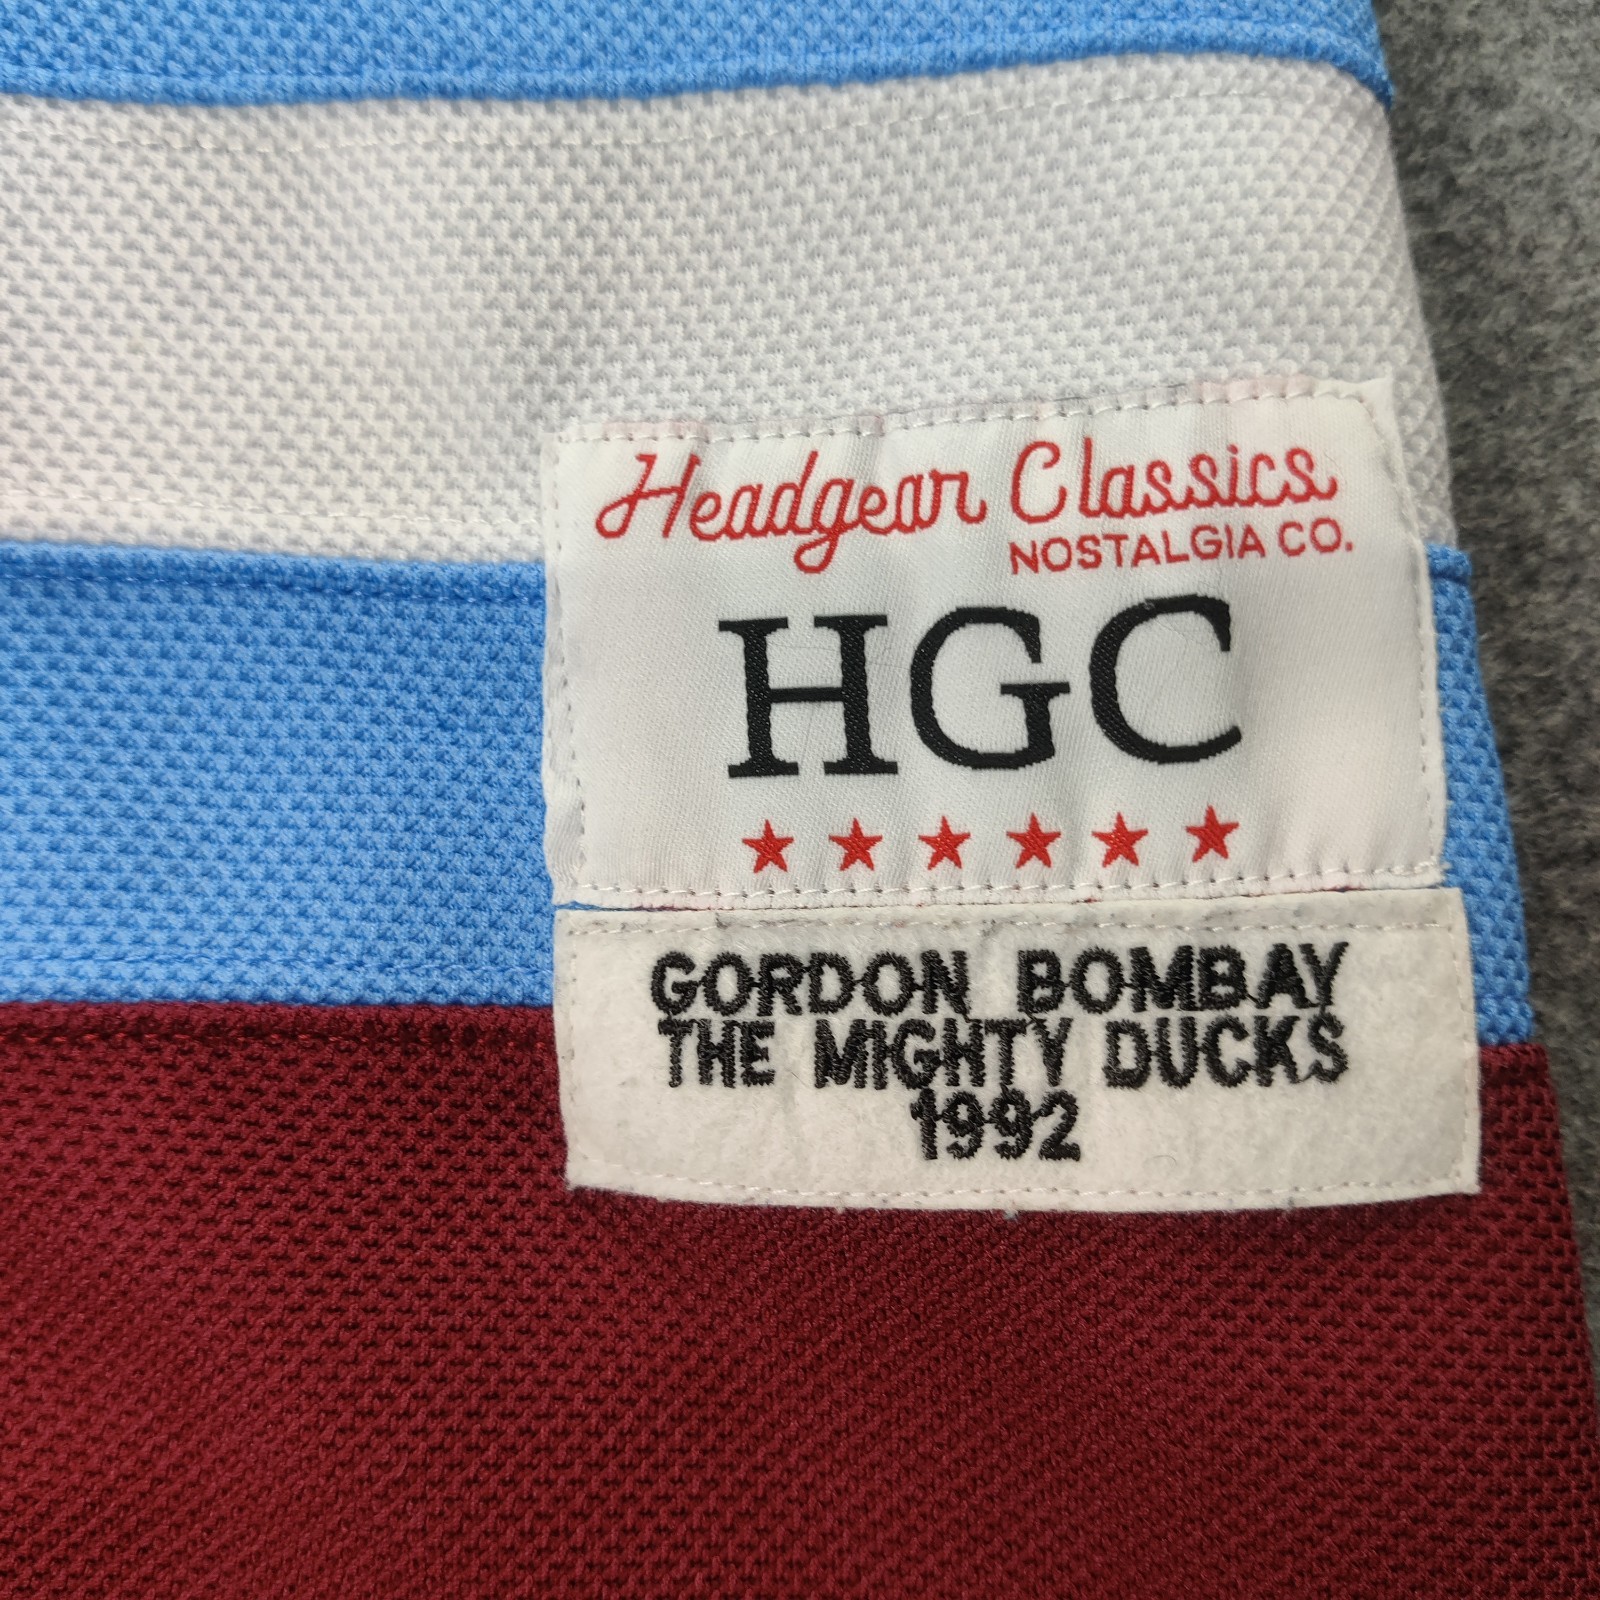 Headgear Classics
NOSTALGIA CO.
HGC
GORDON BOMBAY
THE MIGHTY DUCKS
1992